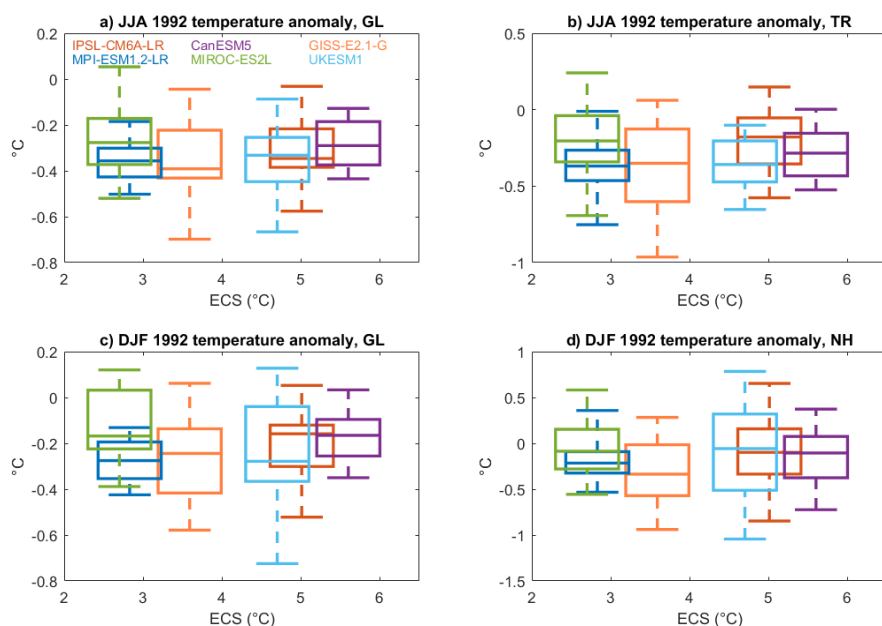 a) JJA 1992 temperature anomaly, GL
IPSL-CM6A-LR CanESM5 GISS-E2.1-G
MPI-ESM1.2-LR MIROC-ES2L UKESM1
0.2
0
-0.2
-0.4
-0.6
-0.8
°C
2 3 4 5 6
ECS (°C)
b) JJA 1992 temperature anomaly, TR
0.5
0
-0.5
-1
°C
2 3 4 5 6
ECS (°C)
c) DJF 1992 temperature anomaly, GL
0.2
0
-0.2
-0.4
-0.6
-0.8
°C
2 3 4 5 6
ECS (°C)
d) DJF 1992 temperature anomaly, NH
1
0.5
0
-0.5
-1
-1.5
°C
2 3 4 5 6
ECS (°C)